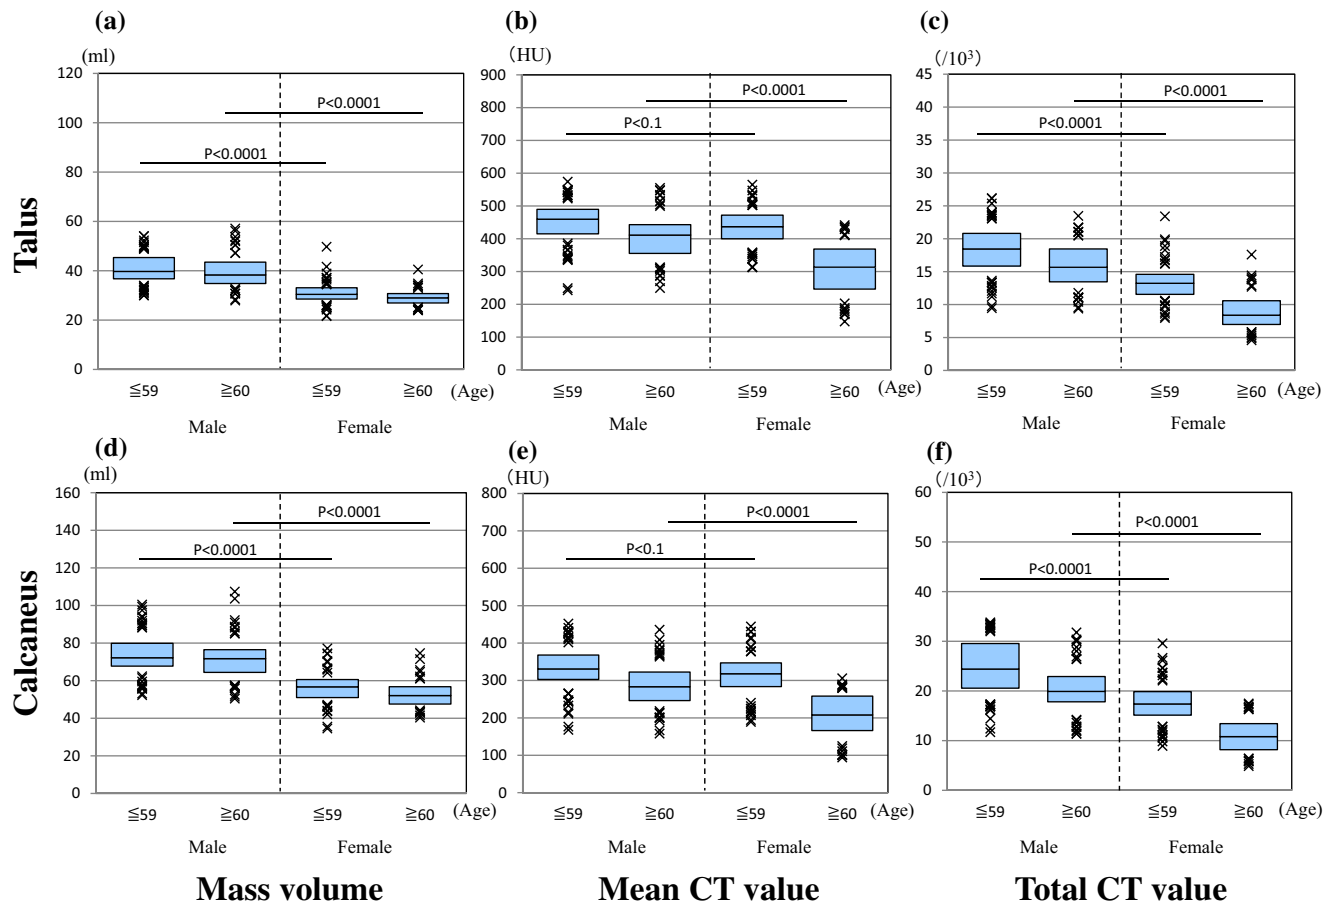 (a)
(b)
(c)
(ml)
(HU)
(/10³)
Talus
120
100
80
60
40
20
0
P<0.0001
P<0.0001
≦59
≧60
≦59
≧60
(Age)
Male
Female
900
800
700
600
500
400
300
200
100
0
P<0.0001
P<0.1
≦59
≧60
≦59
≧60
(Age)
Male
Female
45
40
35
30
25
20
15
10
5
0
P<0.0001
P<0.0001
≦59
≧60
≦59
≧60
(Age)
Male
Female
(d)
(e)
(f)
(ml)
(HU)
(/10³)
Calcaneus
160
140
120
100
80
60
40
20
0
P<0.0001
P<0.0001
≦59
≧60
≦59
≧60
(Age)
Male
Female
800
700
600
500
400
300
200
100
0
P<0.0001
P<0.1
≦59
≧60
≦59
≧60
(Age)
Male
Female
60
50
40
30
20
10
0
P<0.0001
P<0.0001
≦59
≧60
≦59
≧60
(Age)
Male
Female
Mass volume
Mean CT value
Total CT value